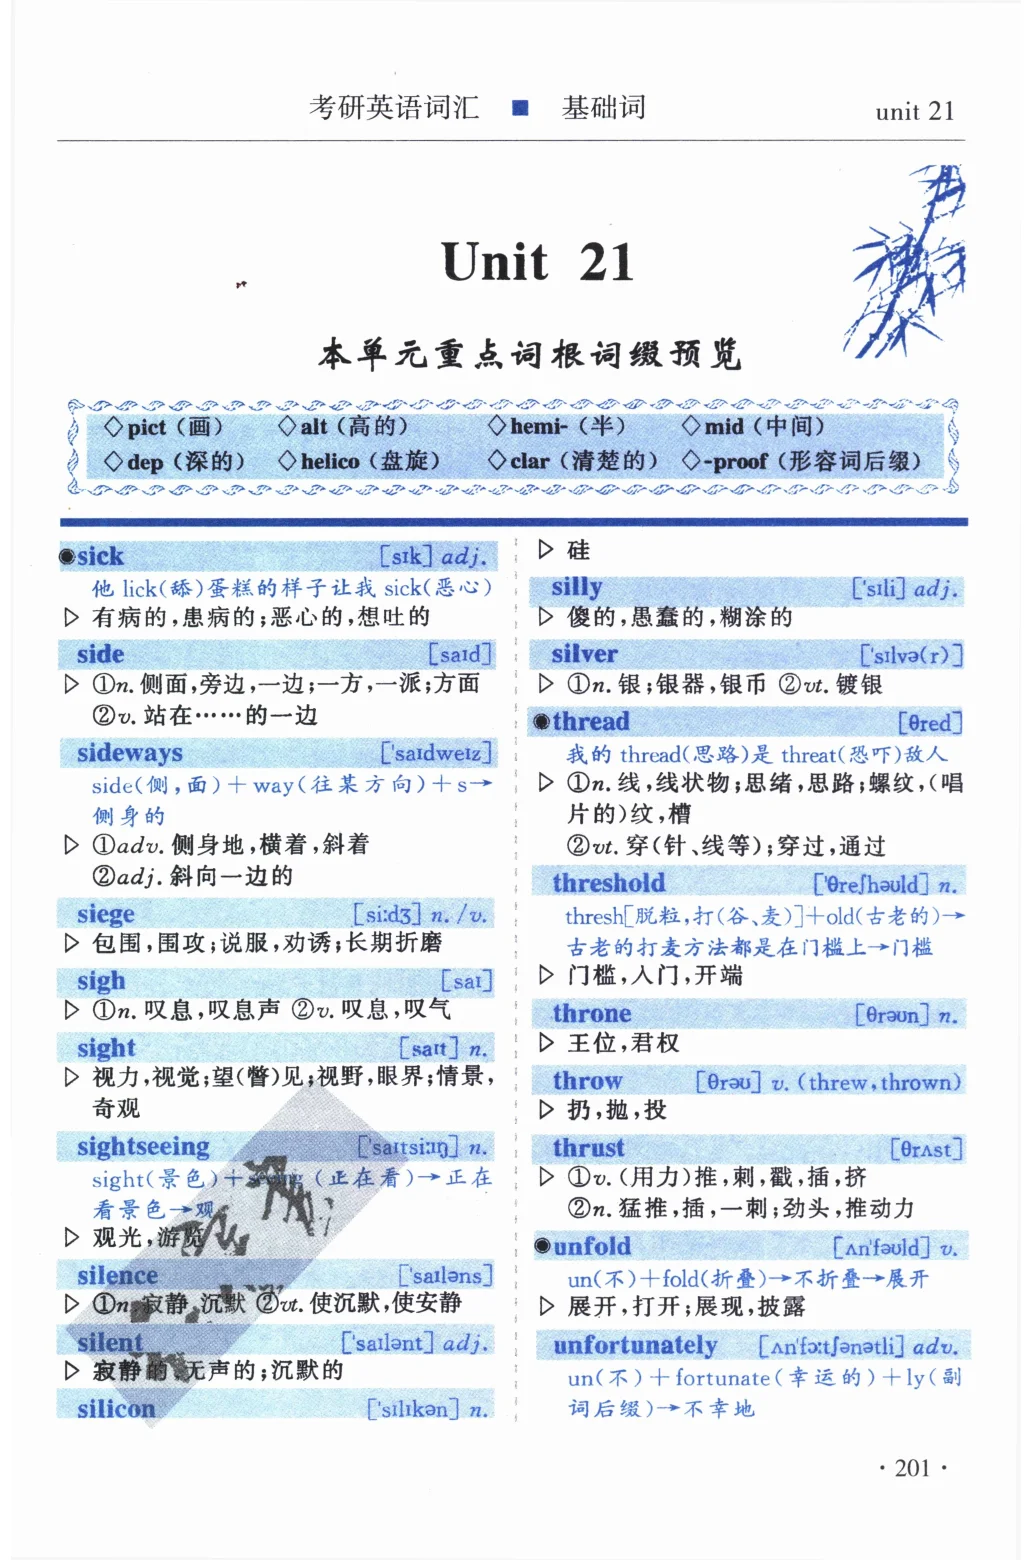 考研英语词汇 ■ 基础词 unit 21
Unit 21
本单元重点词根词缀预览
◇pict（画） ◇alt（高的） ◇hemi-（半） ◇mid（中间）
◇dep（深的） ◇helico（盘旋） ◇clar（清楚的） ◇-proof（形容词后缀）
◉sick [sɪk] adj.
他 lick(舔)蛋糕的样子让我 sick(恶心)
▷ 有病的,患病的;恶心的,想吐的
side [saɪd]
▷ ①n.侧面,旁边,一边;一方,一派;方面
②v.站在……的一边
sideways ['saɪdweɪz]
side(侧,面)＋way(往某方向)＋s→
侧身的
▷ ①adv.侧身地,横着,斜着
②adj.斜向一边的
siege [si:dʒ] n./v.
▷ 包围,围攻;说服,劝诱;长期折磨
sigh [saɪ]
▷ ①n.叹息,叹息声 ②v.叹息,叹气
sight [saɪt] n.
▷ 视力,视觉;望(瞥)见;视野,眼界;情景,
奇观
sightseeing ['saɪtsi:ɪŋ] n.
sight(景色)＋seeing(正在看)→正在
看景色→观
▷ 观光,游览
silence ['saɪləns]
▷ ①n.寂静,沉默 ②vt.使沉默,使安静
silent ['saɪlənt] adj.
▷ 寂静的,无声的;沉默的
silicon ['sɪlɪkən] n.
▷ 硅
silly ['sɪli] adj.
▷ 傻的,愚蠢的,糊涂的
silver ['sɪlvə(r)]
▷ ①n.银;银器,银币 ②vt.镀银
◉thread [θred]
我的 thread(思路)是 threat(恐吓)敌人
▷ ①n.线,线状物;思绪,思路;螺纹,(唱
片的)纹,槽
②vt.穿(针、线等);穿过,通过
threshold ['θreʃhəʊld] n.
thresh[脱粒,打(谷、麦)]＋old(古老的)→
古老的打麦方法都是在门槛上→门槛
▷ 门槛,入门,开端
throne [θrəʊn] n.
▷ 王位,君权
throw [θrəʊ] v.(threw,thrown)
▷ 扔,抛,投
thrust [θrʌst]
▷ ①v.(用力)推,刺,戳,插,挤
②n.猛推,插,一刺;劲头,推动力
◉unfold [ʌn'fəʊld] v.
un(不)＋fold(折叠)→不折叠→展开
▷ 展开,打开;展现,披露
unfortunately [ʌn'fɔ:tʃənətli] adv.
un(不)＋fortunate(幸运的)＋ly(副
词后缀)→不幸地
·201·